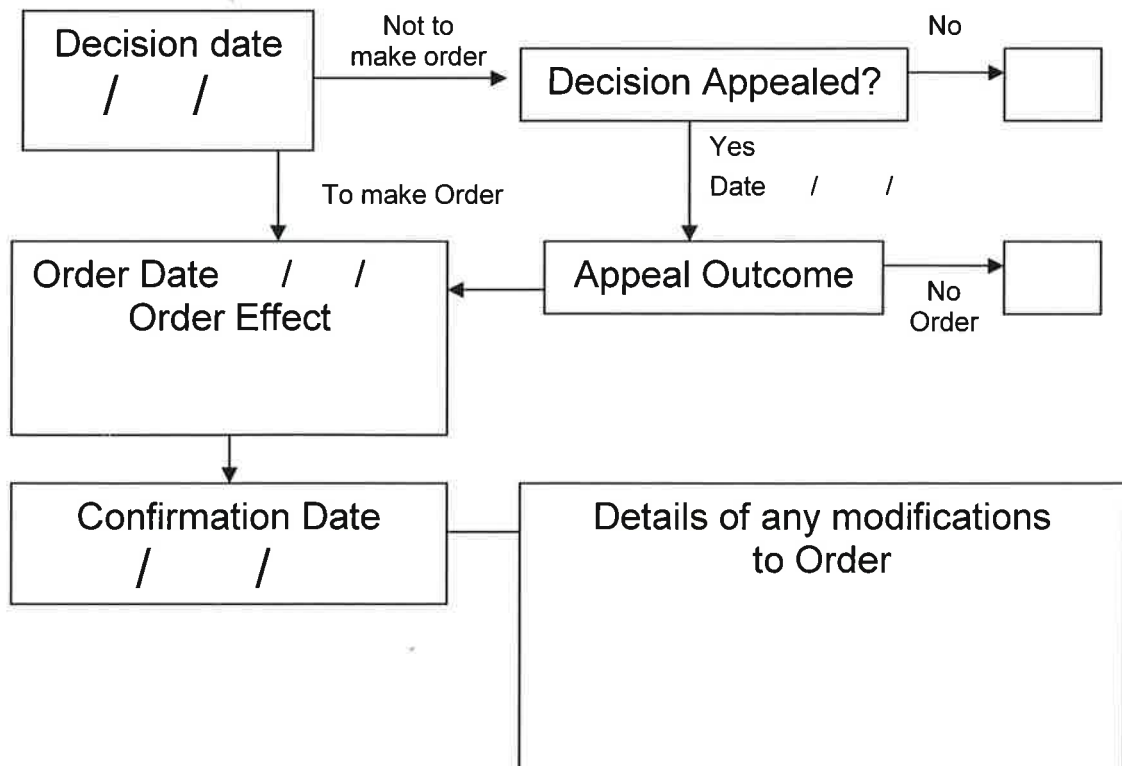 Decision date
/ /
Not to
make order
Decision Appealed?
No
To make Order
Yes
Date / /
Order Date / /
Order Effect
Appeal Outcome
No
Order
Confirmation Date
/ /
Details of any modifications
to Order